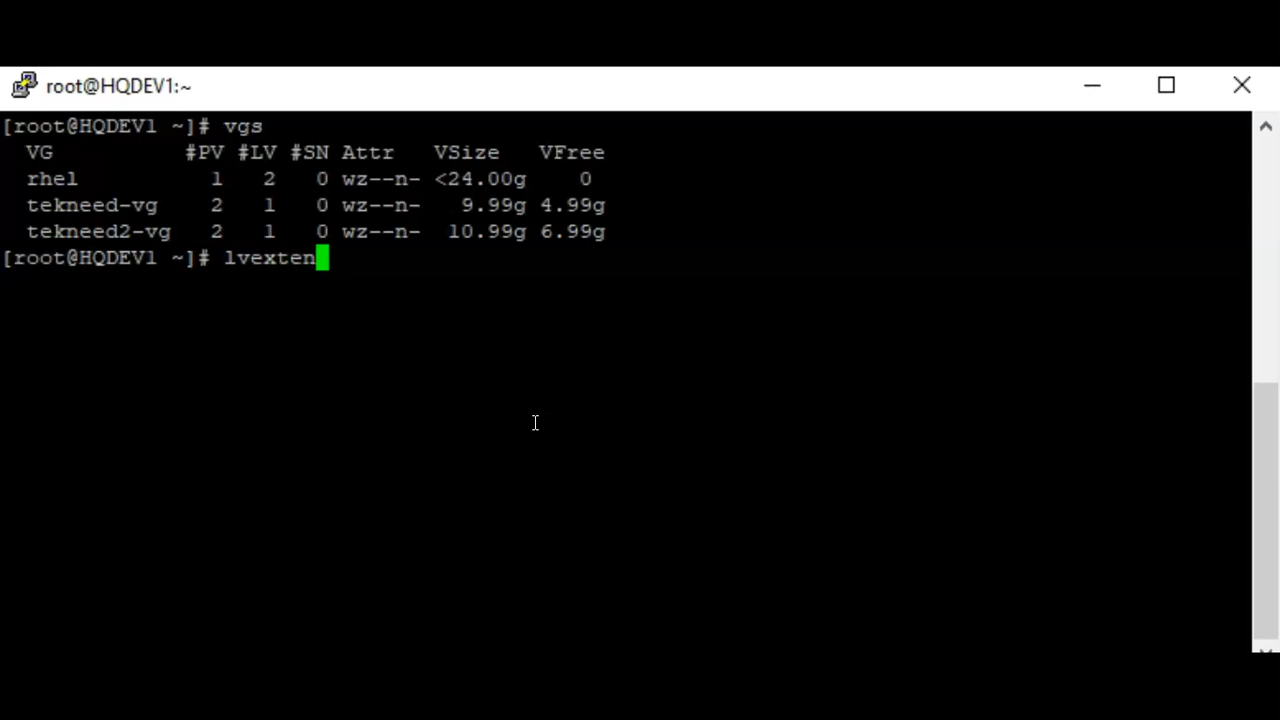 root@HQDEV1:~
[root@HQDEV1 ~]# vgs
  VG          #PV #LV #SN Attr   VSize   VFree
  rhel          1   2   0 wz--n- <24.00g     0
  tekneed-vg    2   1   0 wz--n-   9.99g 4.99g
  tekneed2-vg   2   1   0 wz--n-  10.99g 6.99g
[root@HQDEV1 ~]# lvexten